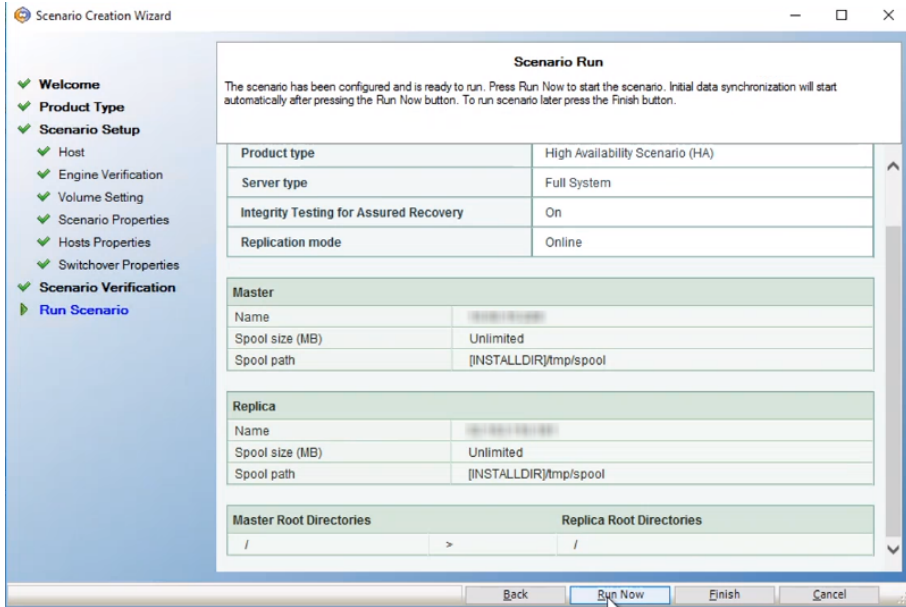 Scenario Creation Wizard
Scenario Run
The scenario has been configured and is ready to run. Press Run Now to start the scenario. Initial data synchronization will start
automatically after pressing the Run Now button. To run scenario later press the Finish button.
Welcome
Product Type
Scenario Setup
Host
Engine Verification
Volume Setting
Scenario Properties
Hosts Properties
Switchover Properties
Scenario Verification
Run Scenario
Product type High Availability Scenario (HA)
Server type Full System
Integrity Testing for Assured Recovery On
Replication mode Online
Master
Name
Spool size (MB) Unlimited
Spool path [INSTALLDIR]/tmp/spool
Replica
Name
Spool size (MB) Unlimited
Spool path [INSTALLDIR]/tmp/spool
Master Root Directories Replica Root Directories
/ > /
Back Run Now Finish Cancel